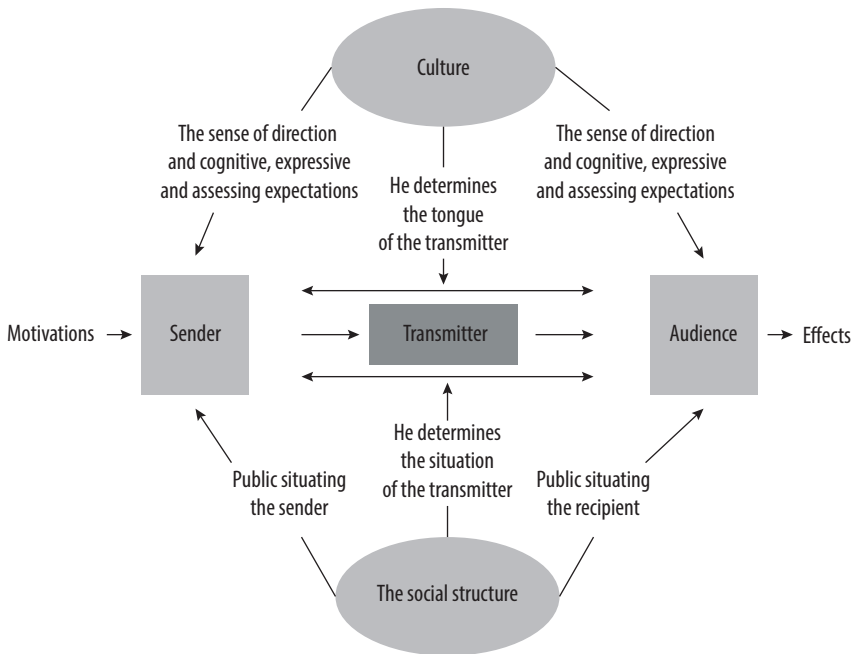 Culture
The sense of direction
and cognitive, expressive
and assessing expectations
He determines
the tongue
of the transmitter
The sense of direction
and cognitive, expressive
and assessing expectations
Motivations
Sender
Transmitter
Audience
Effects
Public situating
the sender
He determines
the situation
of the transmitter
Public situating
the recipient
The social structure